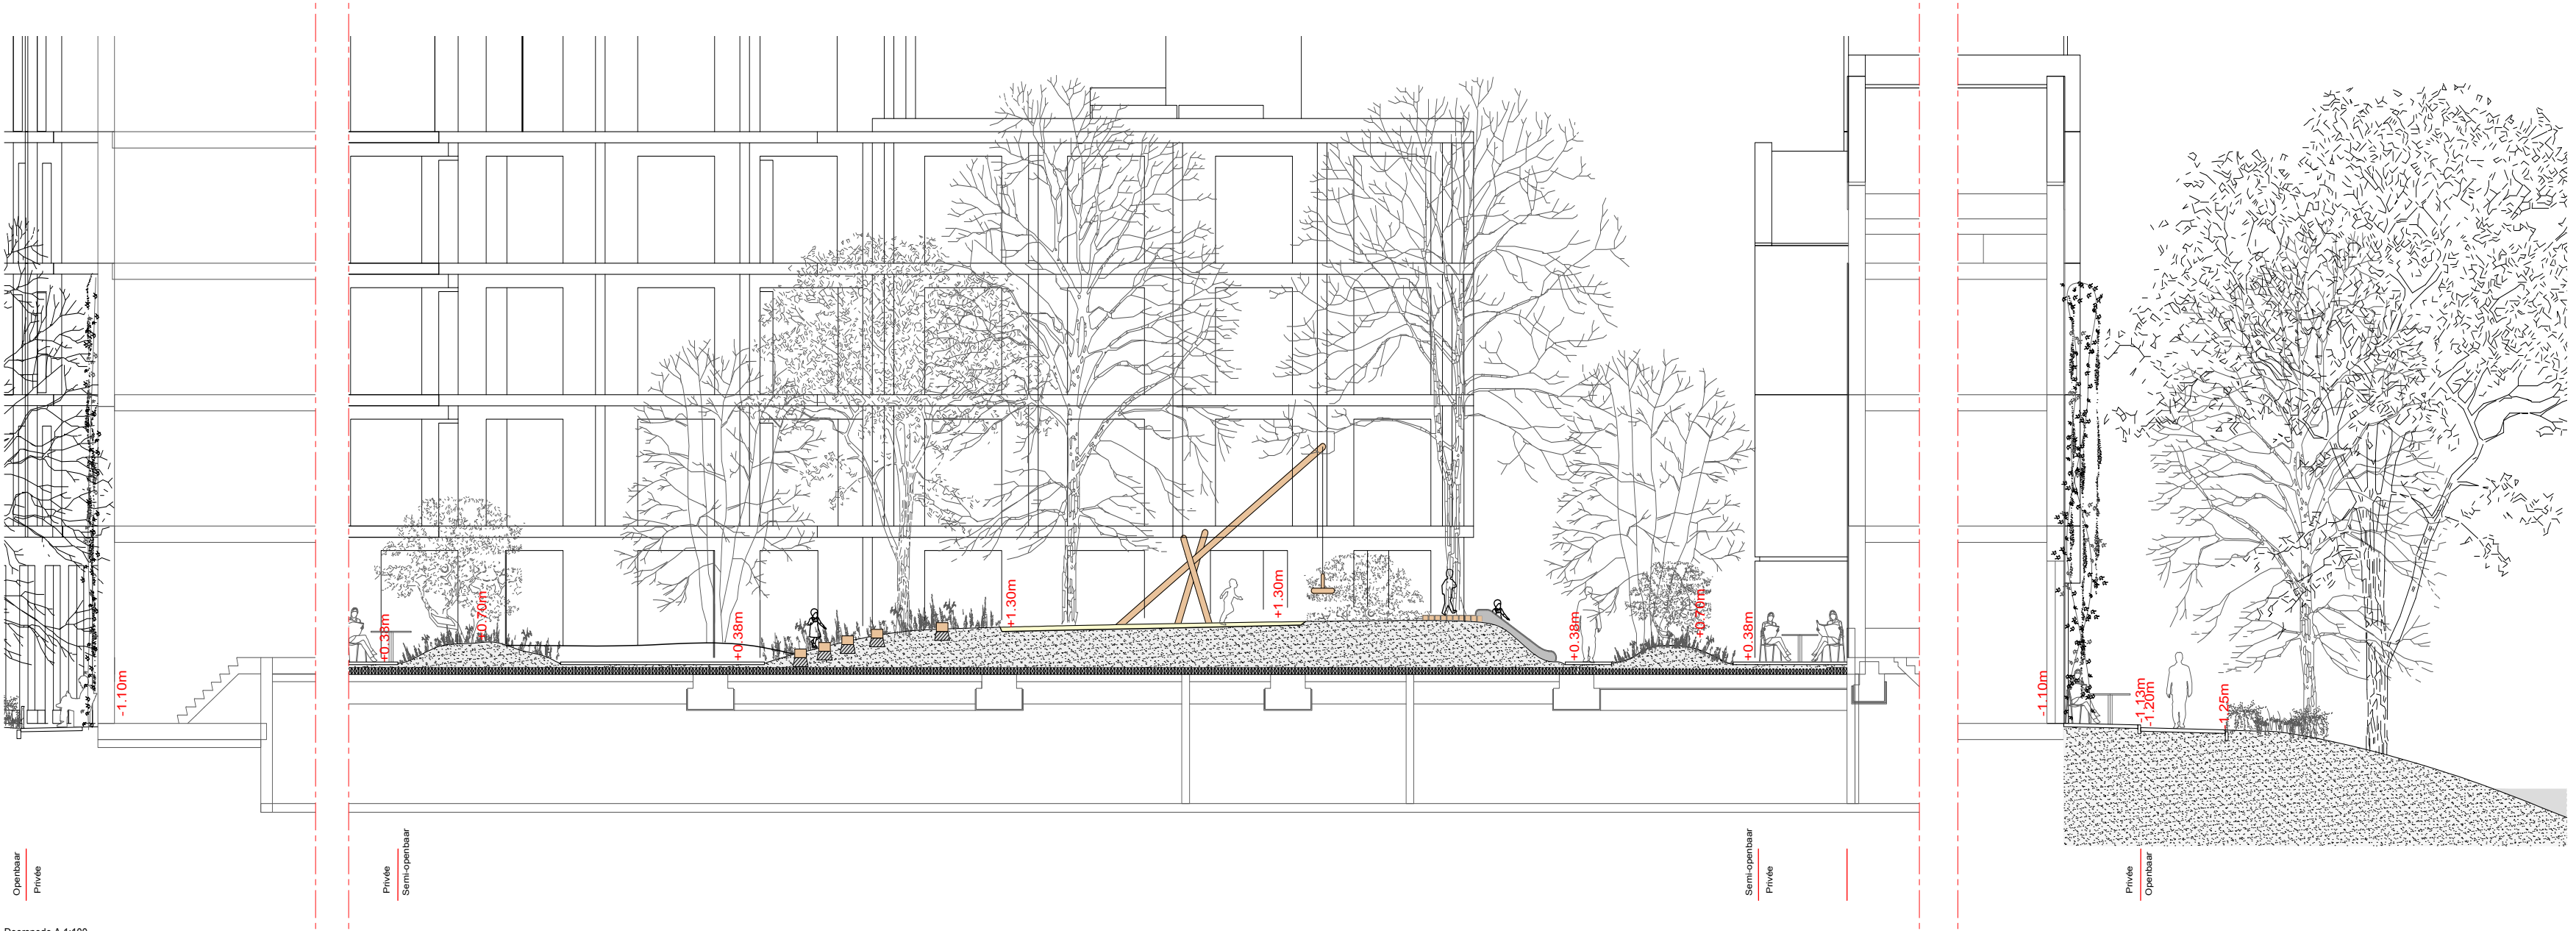 -1.10m
+0.38m
+0.70m
+0.38m
+1.30m
+1.30m
+0.38m
+0.70m
+0.38m
-1.10m
-1.13m
-1.20m
-1.25m
Openbaar
Privée
Privée
Semi-openbaar
Semi-openbaar
Privée
Privée
Openbaar